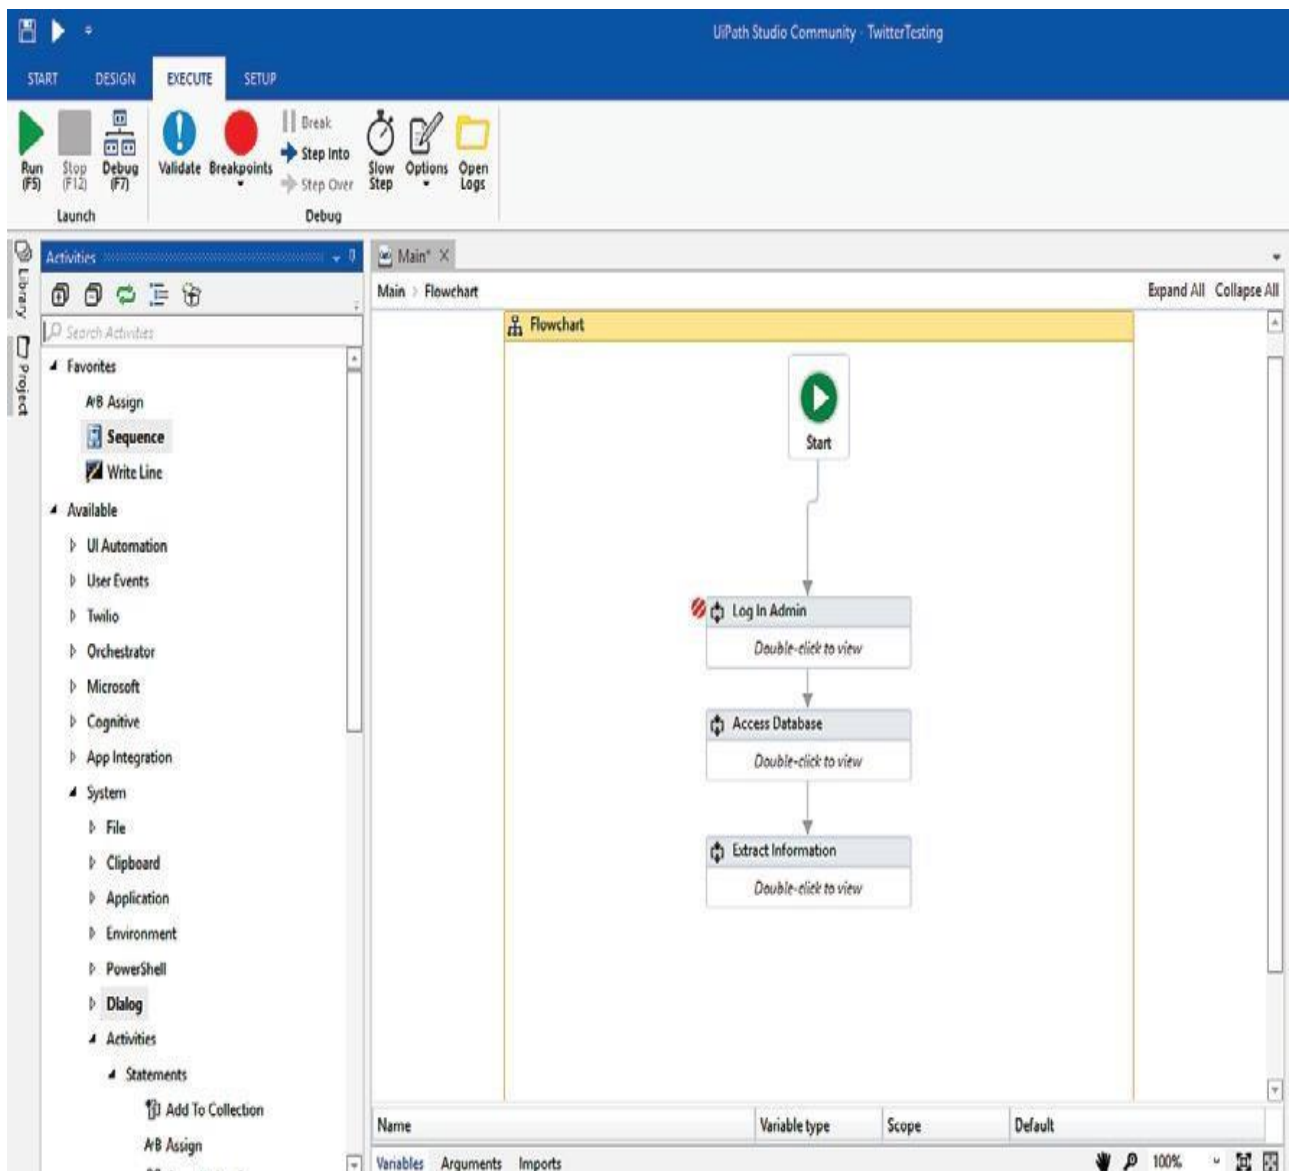 UiPath Studio Community - TwitterTesting
START DESIGN EXECUTE SETUP
Run (F5)
Stop (F12)
Debug (F7)
Launch
Validate
Breakpoints
Break
Step Into
Step Over
Slow Step
Options
Open Logs
Debug
Library
Project
Activities
Search Activities
Favorites
A+B Assign
Sequence
Write Line
Available
UI Automation
User Events
Twilio
Orchestrator
Microsoft
Cognitive
App Integration
System
File
Clipboard
Application
Environment
PowerShell
Dialog
Activities
Statements
Add To Collection
A+B Assign
Main* ×
Main > Flowchart
Expand All Collapse All
Flowchart
Start
Log In Admin
Double-click to view
Access Database
Double-click to view
Extract Information
Double-click to view
Name Variable type Scope Default
Variables Arguments Imports
100%